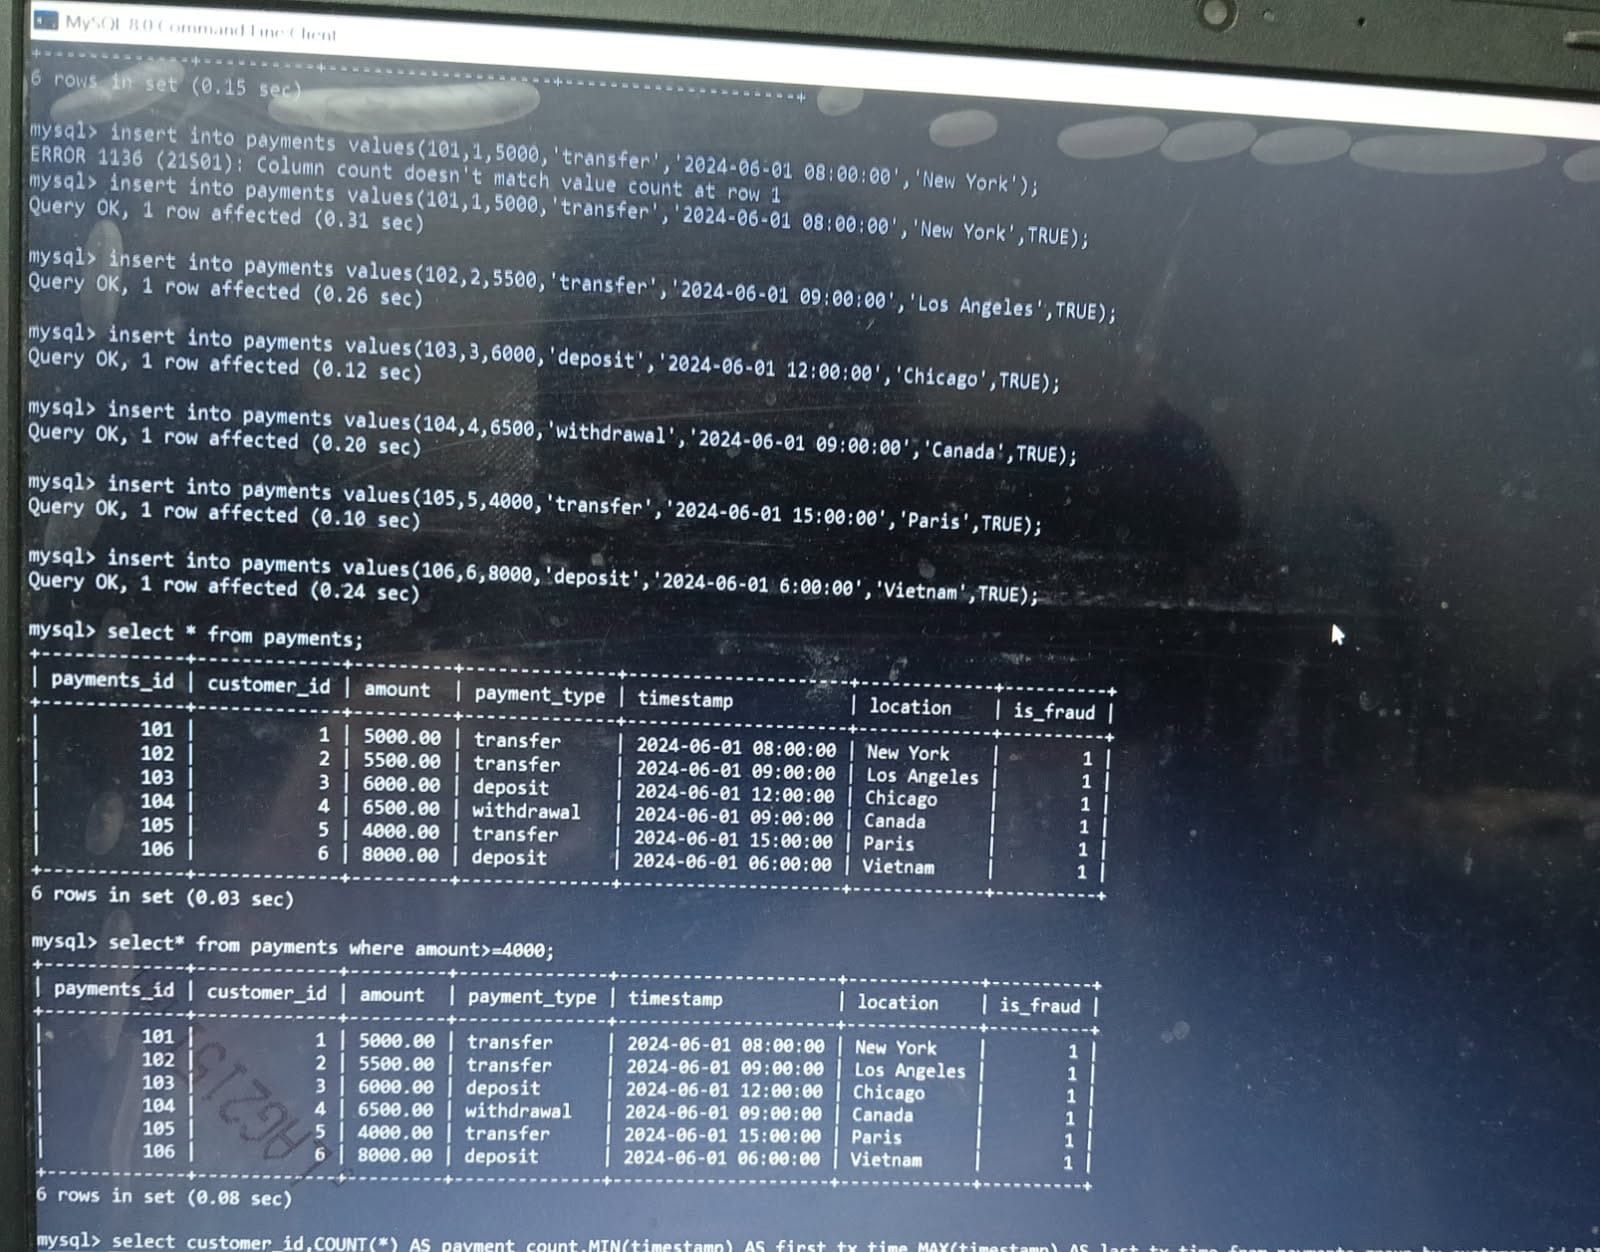 MySQL 8.0 Command Line Client
6 rows in set (0.15 sec)
mysql> insert into payments values(101,1,5000,'transfer','2024-06-01 08:00:00','New York');
ERROR 1136 (21S01): Column count doesn't match value count at row 1
mysql> insert into payments values(101,1,5000,'transfer','2024-06-01 08:00:00','New York',TRUE);
Query OK, 1 row affected (0.31 sec)
mysql> insert into payments values(102,2,5500,'transfer','2024-06-01 09:00:00','Los Angeles',TRUE);
Query OK, 1 row affected (0.26 sec)
mysql> insert into payments values(103,3,6000,'deposit','2024-06-01 12:00:00','Chicago',TRUE);
Query OK, 1 row affected (0.12 sec)
mysql> insert into payments values(104,4,6500,'withdrawal','2024-06-01 09:00:00','Canada',TRUE);
Query OK, 1 row affected (0.20 sec)
mysql> insert into payments values(105,5,4000,'transfer','2024-06-01 15:00:00','Paris',TRUE);
Query OK, 1 row affected (0.10 sec)
mysql> insert into payments values(106,6,8000,'deposit','2024-06-01 6:00:00','Vietnam',TRUE);
Query OK, 1 row affected (0.24 sec)
mysql> select * from payments;
| payments_id | customer_id | amount | payment_type | timestamp | location | is_fraud |
| 101 | 1 | 5000.00 | transfer | 2024-06-01 08:00:00 | New York | 1 |
| 102 | 2 | 5500.00 | transfer | 2024-06-01 09:00:00 | Los Angeles | 1 |
| 103 | 3 | 6000.00 | deposit | 2024-06-01 12:00:00 | Chicago | 1 |
| 104 | 4 | 6500.00 | withdrawal | 2024-06-01 09:00:00 | Canada | 1 |
| 105 | 5 | 4000.00 | transfer | 2024-06-01 15:00:00 | Paris | 1 |
| 106 | 6 | 8000.00 | deposit | 2024-06-01 06:00:00 | Vietnam | 1 |
6 rows in set (0.03 sec)
mysql> select* from payments where amount>=4000;
| payments_id | customer_id | amount | payment_type | timestamp | location | is_fraud |
| 101 | 1 | 5000.00 | transfer | 2024-06-01 08:00:00 | New York | 1 |
| 102 | 2 | 5500.00 | transfer | 2024-06-01 09:00:00 | Los Angeles | 1 |
| 103 | 3 | 6000.00 | deposit | 2024-06-01 12:00:00 | Chicago | 1 |
| 104 | 4 | 6500.00 | withdrawal | 2024-06-01 09:00:00 | Canada | 1 |
| 105 | 5 | 4000.00 | transfer | 2024-06-01 15:00:00 | Paris | 1 |
| 106 | 6 | 8000.00 | deposit | 2024-06-01 06:00:00 | Vietnam | 1 |
6 rows in set (0.08 sec)
mysql> select customer_id,COUNT(*) AS payment_count,MIN(timestamp) AS first_tx_time,MAX(timestamp) AS last_tx_time from